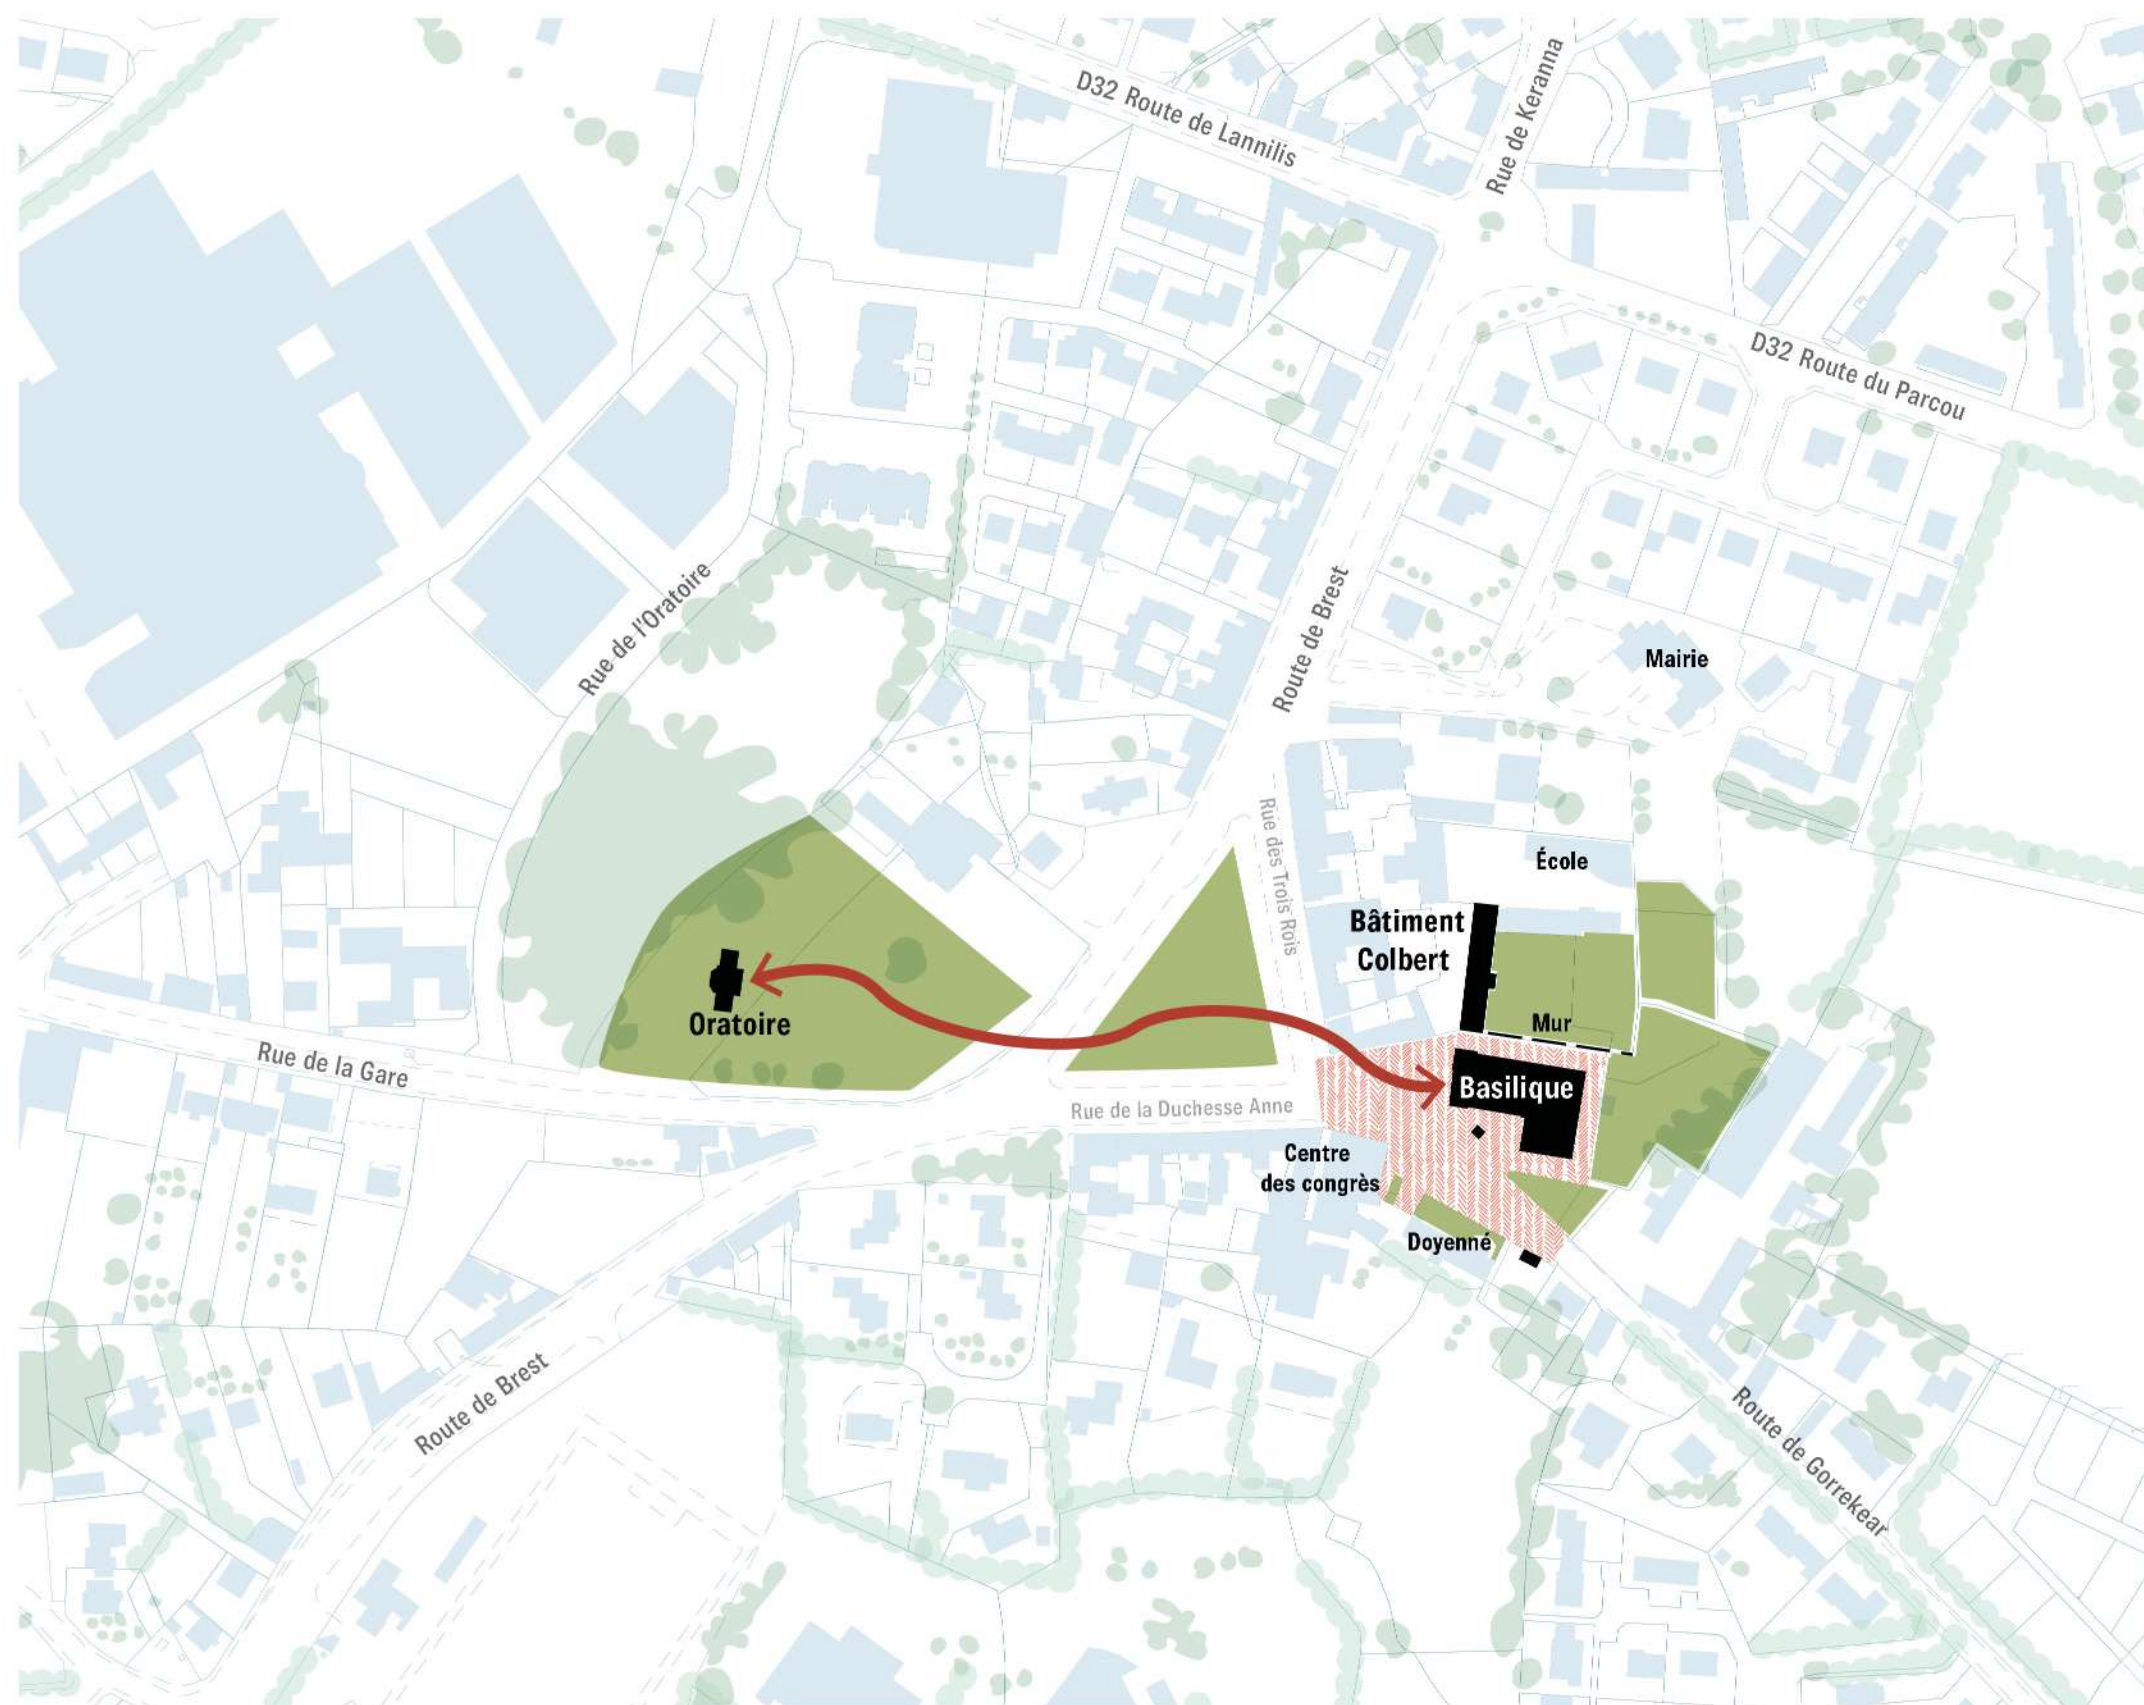 D32 Route de Lannilis
Rue de Keranna
D32 Route du Parcou
Rue de l'Oratoire
Route de Brest
Mairie
Rue des Trois Rois
École
Bâtiment
Colbert
Oratoire
Mur
Rue de la Gare
Basilique
Rue de la Duchesse Anne
Centre
des congrès
Doyenné
Route de Brest
Route de Gorrekear